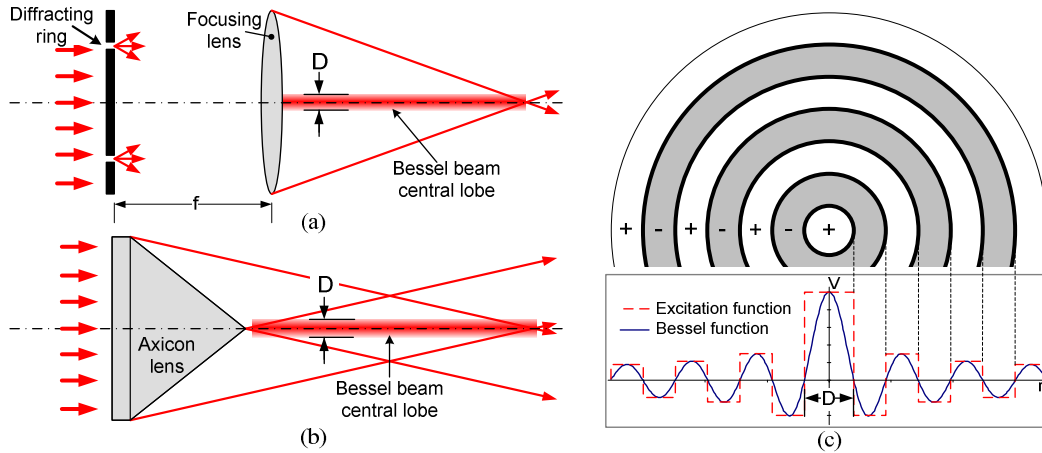 Diffracting
ring
Focusing
lens
D
Bessel beam
central lobe
f
(a)
Axicon
lens
D
Bessel beam
central lobe
(b)
+ - + - + - +
V
Excitation function
Bessel function
D
r
(c)